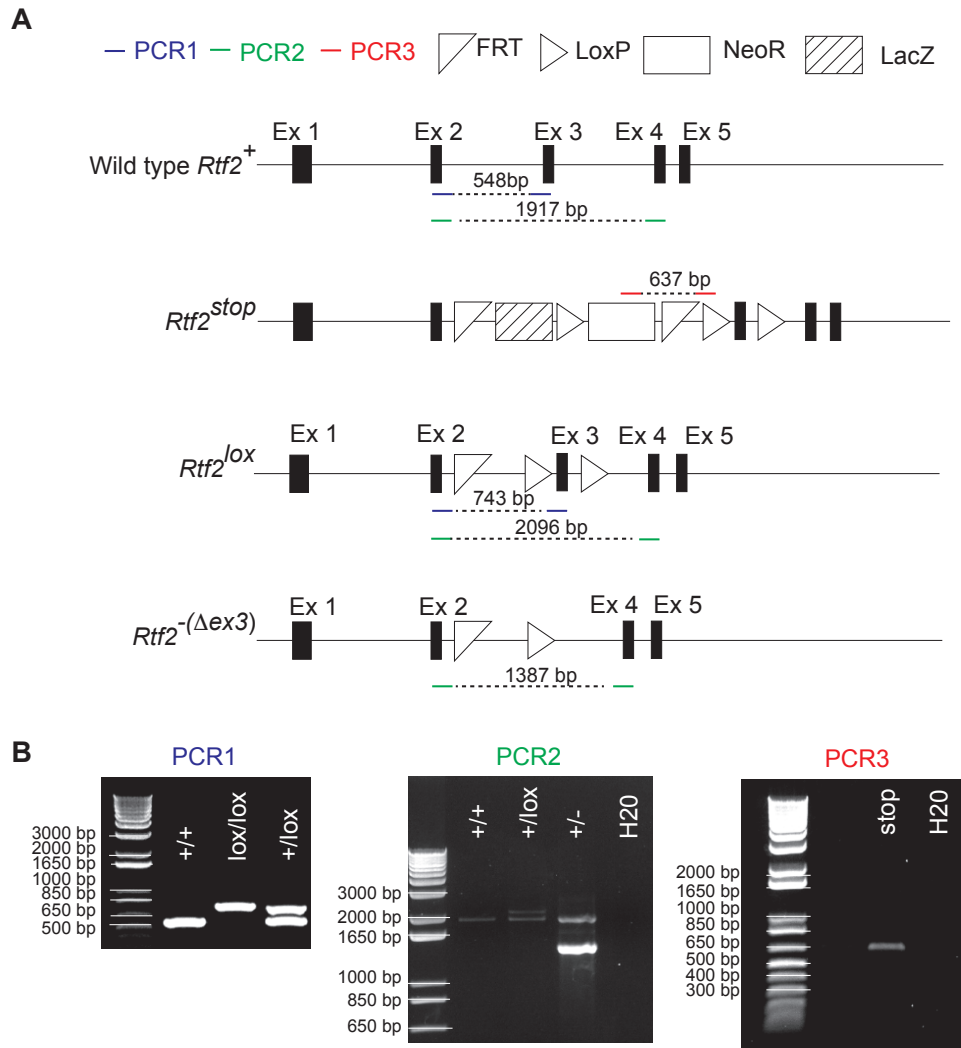 A
PCR1 PCR2 PCR3 FRT LoxP NeoR LacZ
Ex 1 Ex 2 Ex 3 Ex 4 Ex 5
Wild type Rtf2+
548bp
1917 bp
637 bp
Rtf2stop
Ex 1 Ex 2 Ex 3 Ex 4 Ex 5
Rtf2lox
743 bp
2096 bp
Ex 1 Ex 2 Ex 4 Ex 5
Rtf2-(Δex3)
1387 bp
B
PCR1
+/+ lox/lox +/lox
3000 bp
2000 bp
1650 bp
1000 bp
850 bp
650 bp
500 bp
PCR2
+/+ +/lox +/- H20
3000 bp
2000 bp
1650 bp
1000 bp
850 bp
650 bp
PCR3
stop H20
2000 bp
1650 bp
1000 bp
850 bp
650 bp
500 bp
400 bp
300 bp